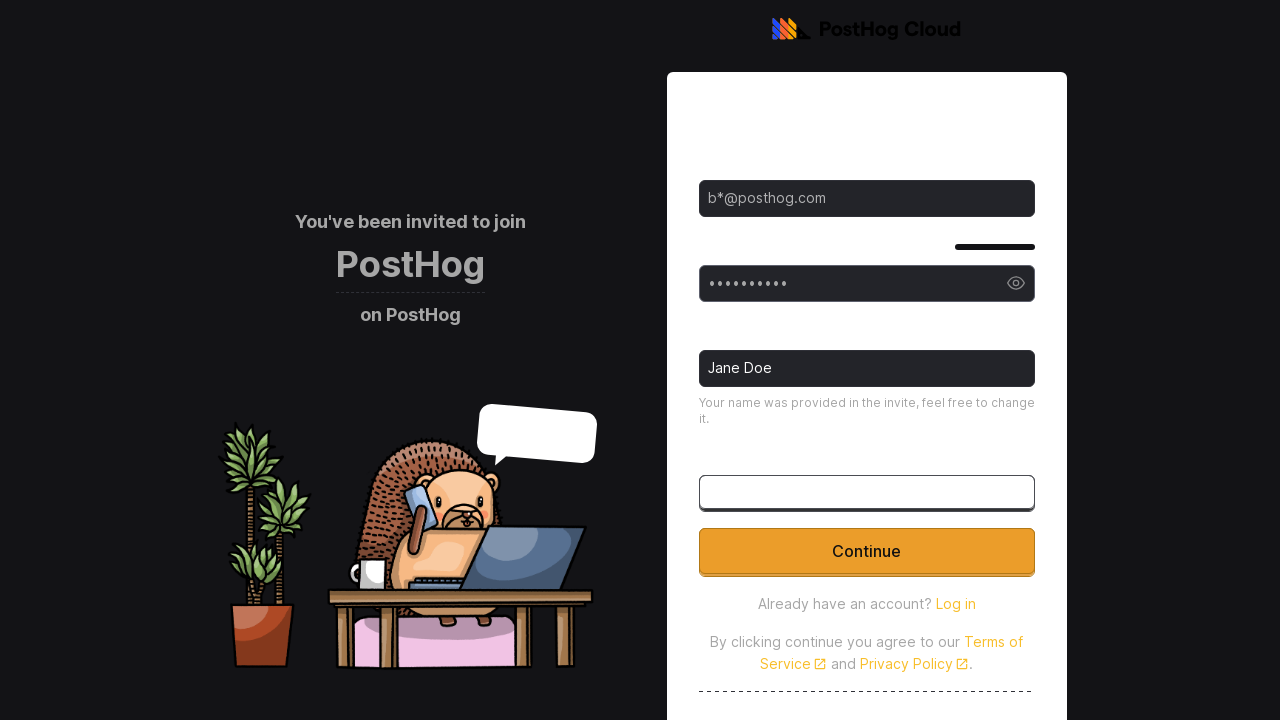 PostHog Cloud
You've been invited to join
PostHog
on PostHog
b*@posthog.com
••••••••••
Jane Doe
Your name was provided in the invite, feel free to change
it.
Continue
Already have an account? Log in
By clicking continue you agree to our Terms of
Service and Privacy Policy.